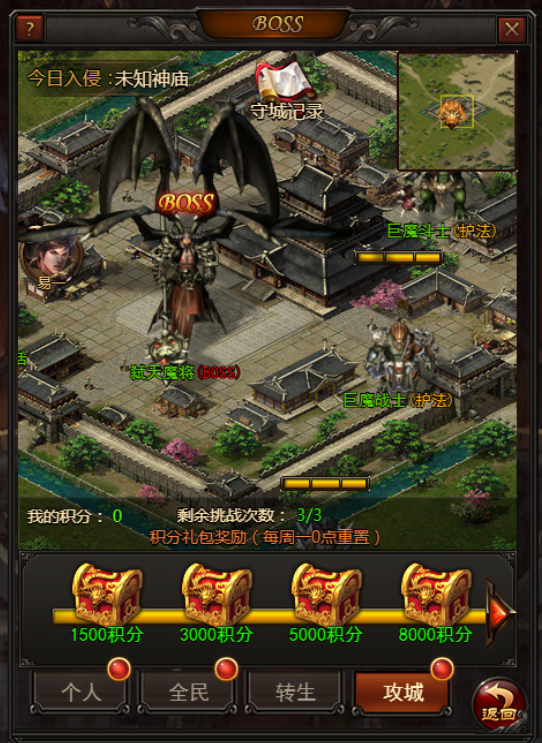 BOSS
?
今日入侵：未知神庙
守城记录
BOSS
巨魔斗士(护法)
易一
弑天魔将(BOSS)
巨魔战士(护法)
我的积分：0
剩余挑战次数：3/3
积分礼包奖励（每周一0点重置）
1500积分
3000积分
5000积分
8000积分
个人
全民
转生
攻城
返回